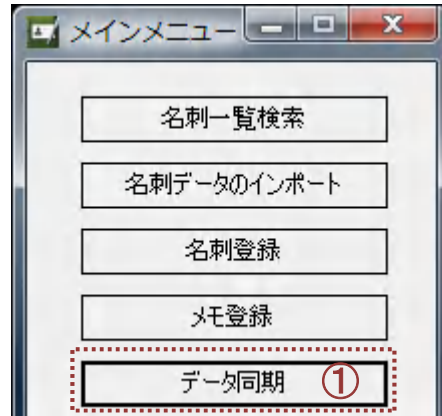 メインメニュー
名刺一覧検索
名刺データのインポート
名刺登録
メモ登録
データ同期 ①